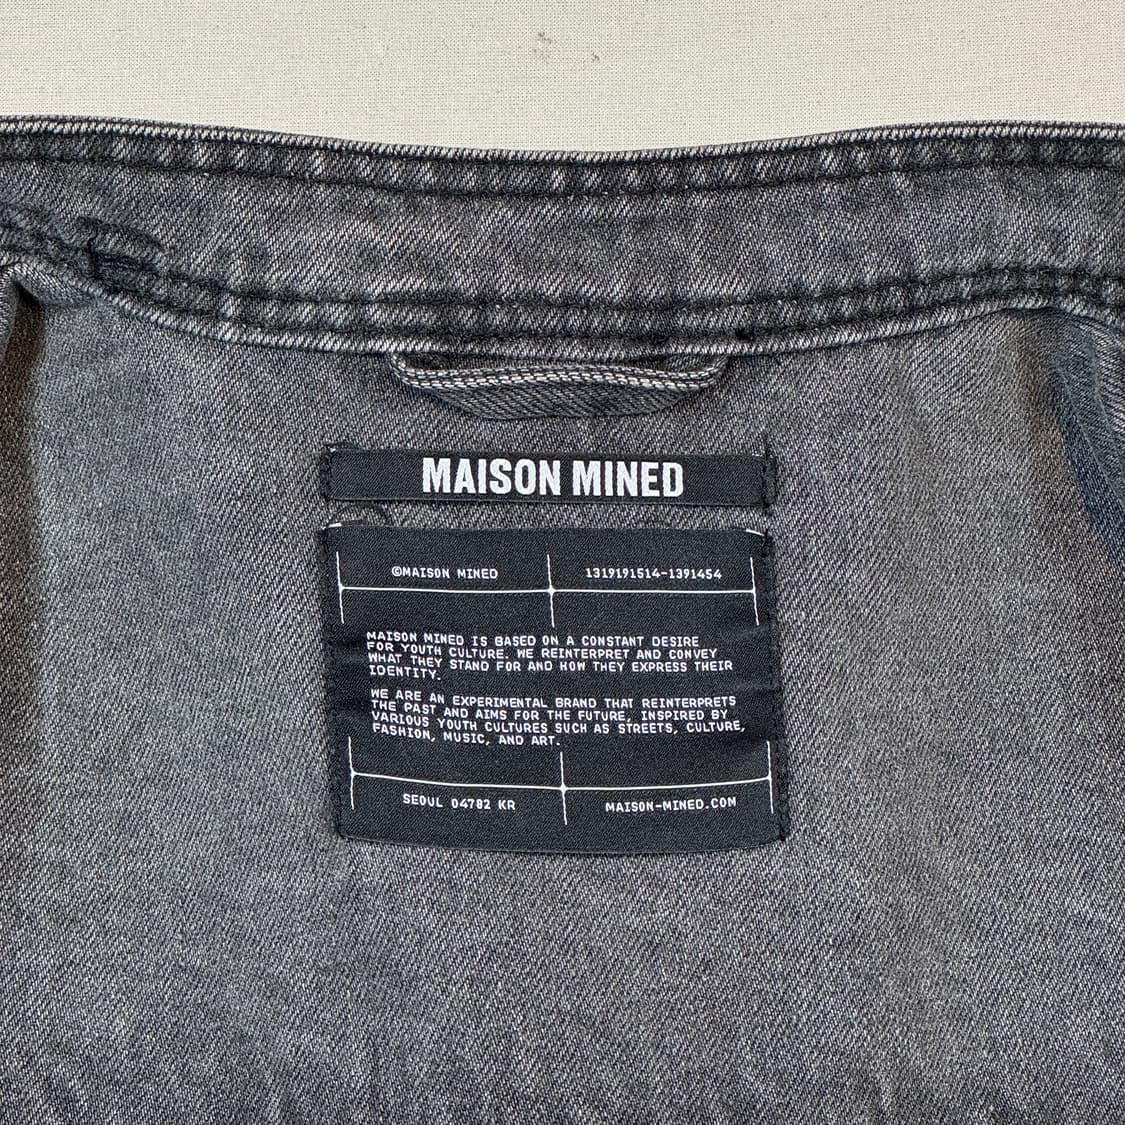 MAISON MINED
©MAISON MINED 1319191514-1391454
MAISON MINED IS BASED ON A CONSTANT DESIRE
FOR YOUTH CULTURE. WE REINTERPRET AND CONVEY
WHAT THEY STAND FOR AND HOW THEY EXPRESS THEIR
IDENTITY.
WE ARE AN EXPERIMENTAL BRAND THAT REINTERPRETS
THE PAST AND AIMS FOR THE FUTURE, INSPIRED BY
VARIOUS YOUTH CULTURES SUCH AS STREETS, CULTURE,
FASHION, MUSIC, AND ART.
SEOUL 04782 KR MAISON-MINED.COM